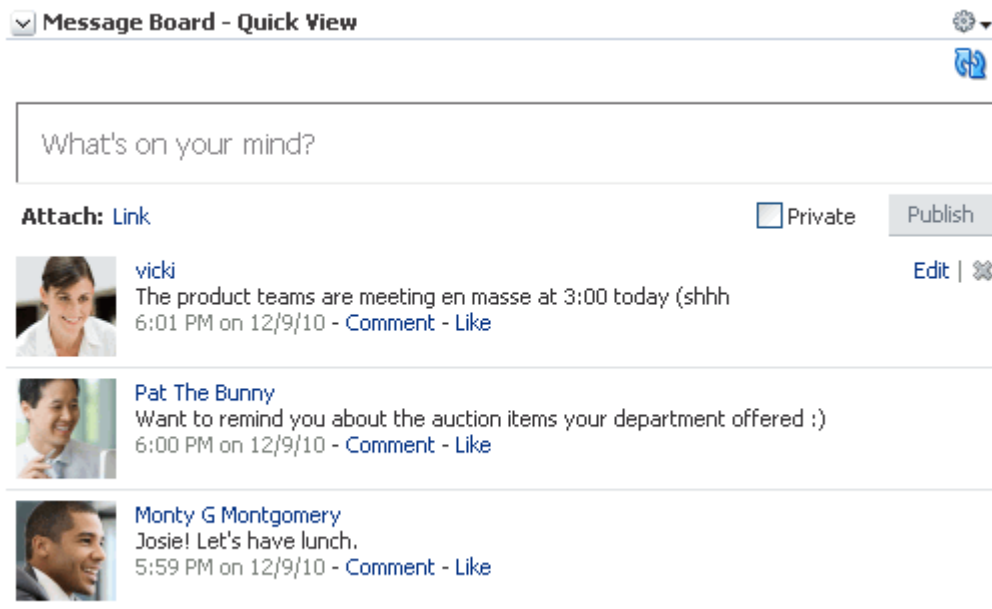 Message Board - Quick View
What's on your mind?
Attach: Link Private Publish
vicki Edit |
The product teams are meeting en masse at 3:00 today (shhh
6:01 PM on 12/9/10 - Comment - Like
Pat The Bunny
Want to remind you about the auction items your department offered :)
6:00 PM on 12/9/10 - Comment - Like
Monty G Montgomery
Josie! Let's have lunch.
5:59 PM on 12/9/10 - Comment - Like